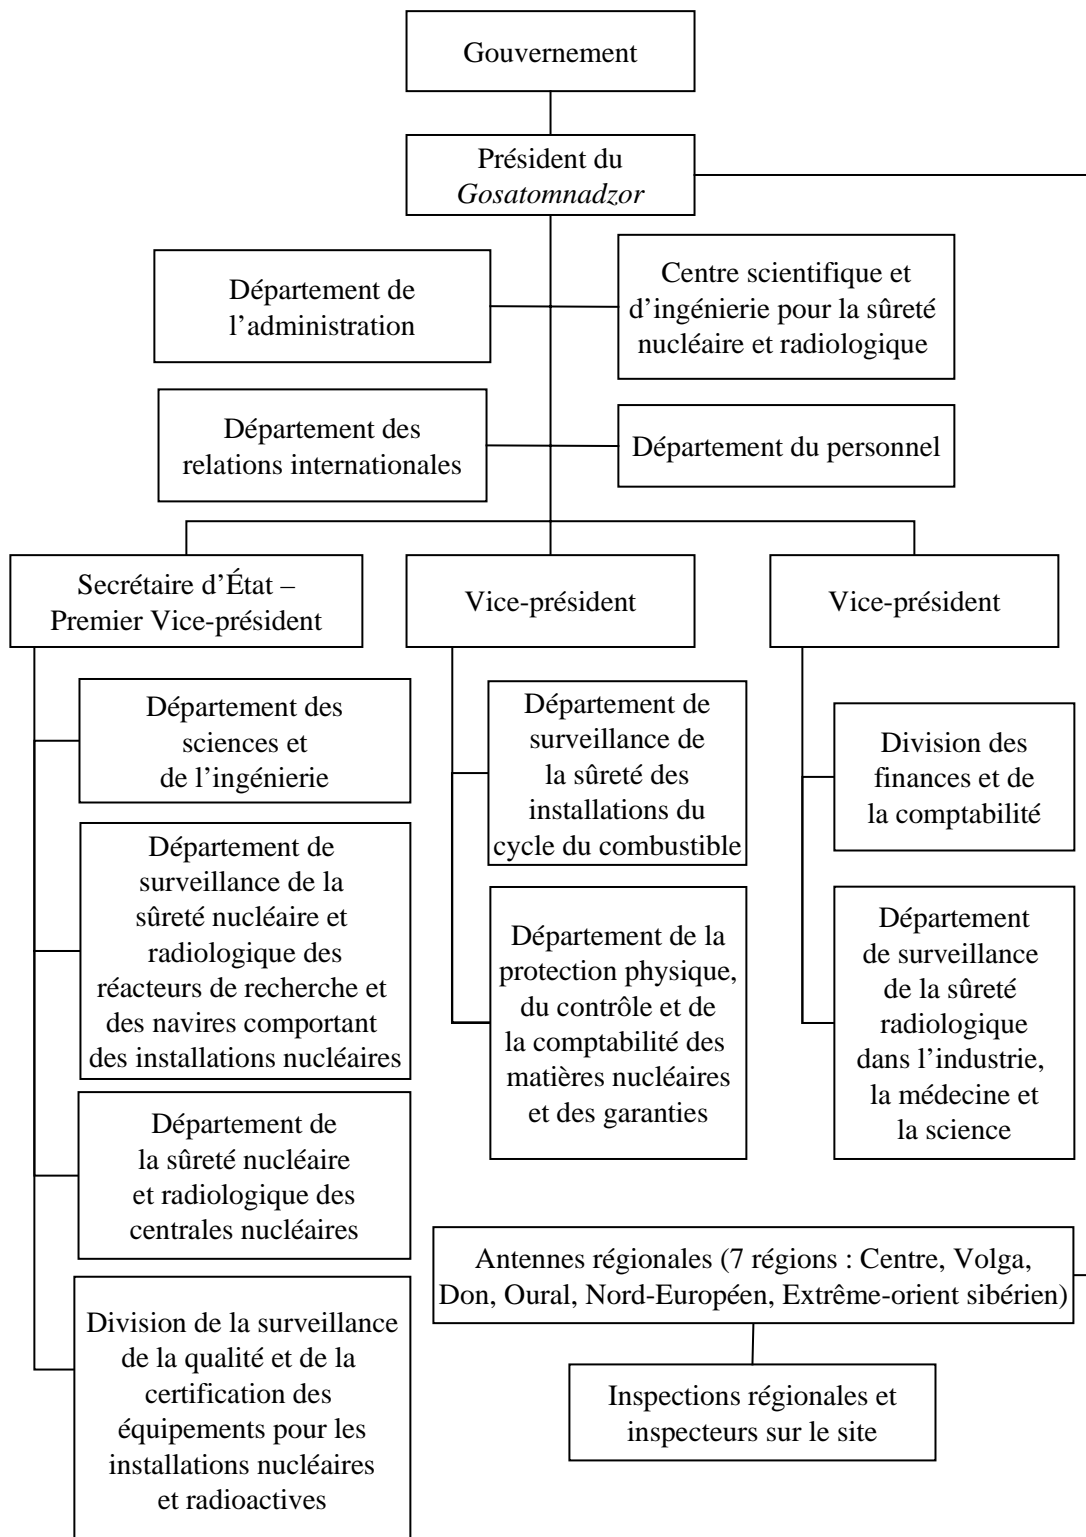 Gouvernement
Président du
Gosatomnadzor
Département de
l’administration
Centre scientifique et
d’ingénierie pour la sûreté
nucléaire et radiologique
Département des
relations internationales
Département du personnel
Secrétaire d’État –
Premier Vice-président
Vice-président
Vice-président
Département des
sciences et
de l’ingénierie
Département de
surveillance de la
sûreté nucléaire et
radiologique des
réacteurs de recherche et
des navires comportant
des installations nucléaires
Département de
la sûreté nucléaire
et radiologique des
centrales nucléaires
Division de la surveillance
de la qualité et de la
certification des
équipements pour les
installations nucléaires
et radioactives
Département de
surveillance de
la sûreté des
installations du
cycle du combustible
Département de la
protection physique,
du contrôle et de
la comptabilité des
matières nucléaires
et des garanties
Division des
finances et de
la comptabilité
Département
de surveillance
de la sûreté
radiologique
dans l’industrie,
la médecine et
la science
Antennes régionales (7 régions : Centre, Volga,
Don, Oural, Nord-Européen, Extrême-orient sibérien)
Inspections régionales et
inspecteurs sur le site